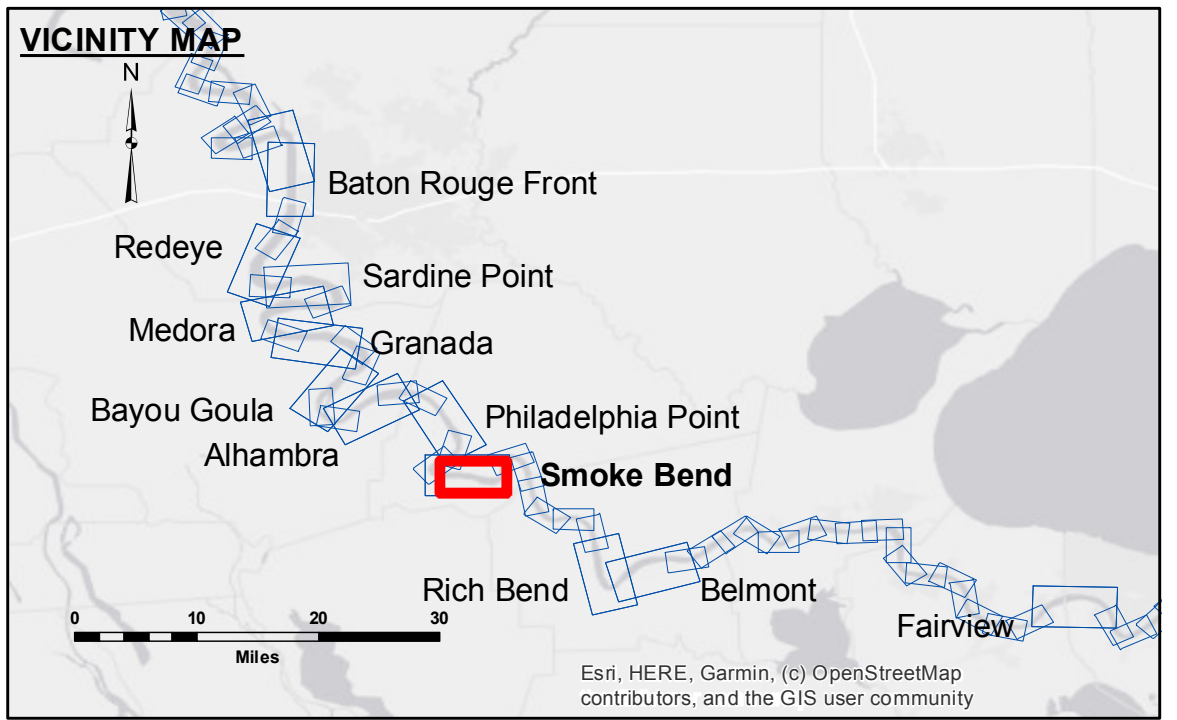 VICINITY MAP
N
Baton Rouge Front
Redeye
Sardine Point
Medora
Granada
Bayou Goula
Philadelphia Point
Alhambra
Smoke Bend
Rich Bend
Belmont
Fairview
0 10 20 30
Miles
Esri, HERE, Garmin, (c) OpenStreetMap
contributors, and the GIS user community